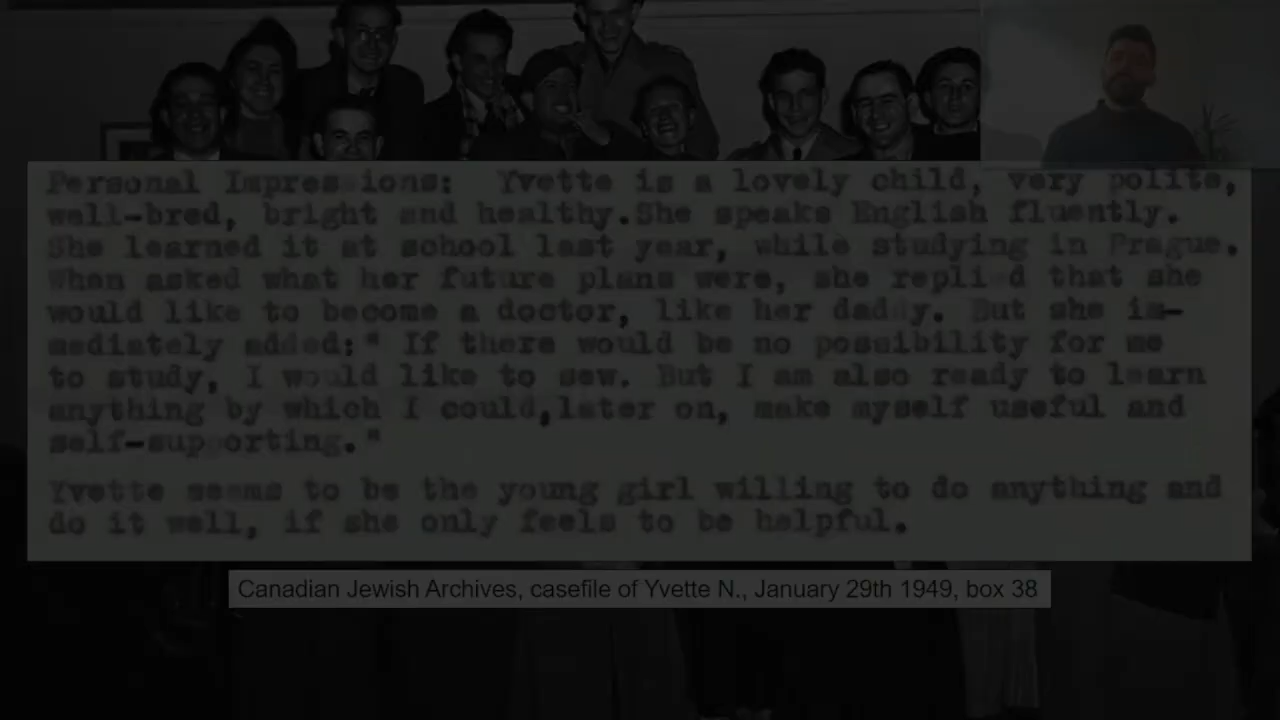 Personal Impressions: Yvette is a lovely child, very polite,
well-bred, bright and healthy.She speaks English fluently.
She learned it at school last year, while studying in Prague.
When asked what her future plans were, she replied that she
would like to become a doctor, like her daddy. But she im-
mediately added:" If there would be no possibility for me
to study, I would like to sew. But I am also ready to learn
anything by which I could,later on, make myself useful and
self-supporting."
Yvette seems to be the young girl willing to do anything and
do it well, if she only feels to be helpful.
Canadian Jewish Archives, casefile of Yvette N., January 29th 1949, box 38